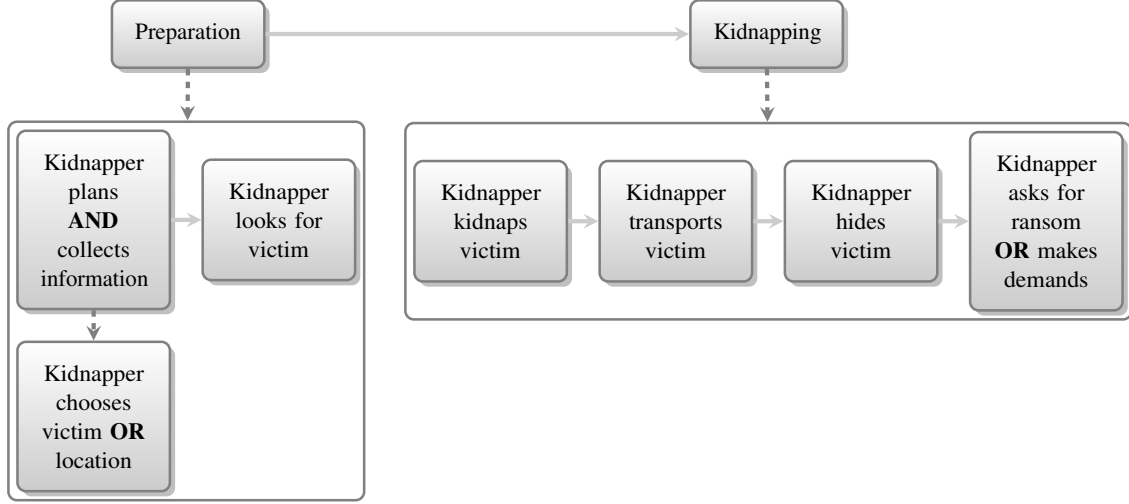 Preparation
Kidnapping
Kidnapper
plans
AND
collects
information
Kidnapper
looks for
victim
Kidnapper
chooses
victim OR
location
Kidnapper
kidnaps
victim
Kidnapper
transports
victim
Kidnapper
hides
victim
Kidnapper
asks for
ransom
OR makes
demands